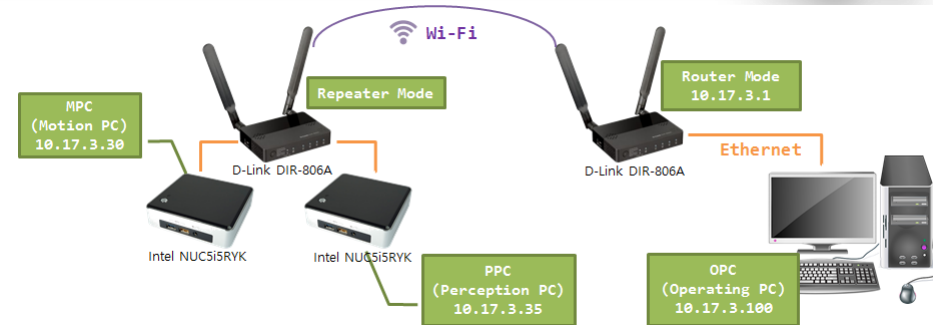 Wi-Fi
Repeater Mode
Router Mode
10.17.3.1
MPC
(Motion PC)
10.17.3.30
D-Link DIR-806A
D-Link DIR-806A
Ethernet
Intel NUC5i5RYK
Intel NUC5i5RYK
PPC
(Perception PC)
10.17.3.35
OPC
(Operating PC)
10.17.3.100